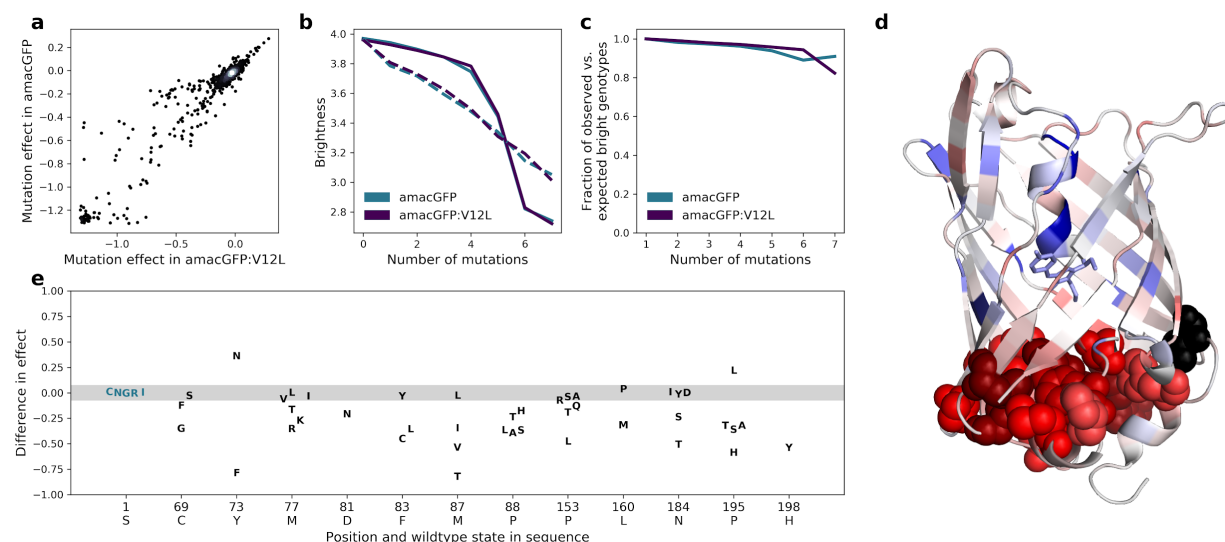 a
b
c
d
Mutation effect in amacGFP
0.2
0.0
−0.2
−0.4
−0.6
−0.8
−1.0
−1.2
−1.0
−0.5
0.0
Mutation effect in amacGFP:V12L
Brightness
4.0
3.8
3.6
3.4
3.2
3.0
2.8
amacGFP
amacGFP:V12L
0
2
4
6
Number of mutations
Fraction of observed vs.
expected bright genotypes
1.0
0.8
0.6
0.4
0.2
0.0
amacGFP
amacGFP:V12L
1
2
3
4
5
6
7
Number of mutations
e
Difference in effect
1.00
0.75
0.50
0.25
0.00
−0.25
−0.50
−0.75
−1.00
CNGR I
S
F
G
N
F
L
V
I
T
K
R
N
Y
L
C
L
I
V
T
H
T
L
A
S
S
A
R
Q
T
L
P
I
I
Y
D
S
T
L
I
A
S
H
Y
1 69 73 77 81 83 87 88 153 160 184 195 198
S C Y M D F M P P L N P H
Position and wildtype state in sequence